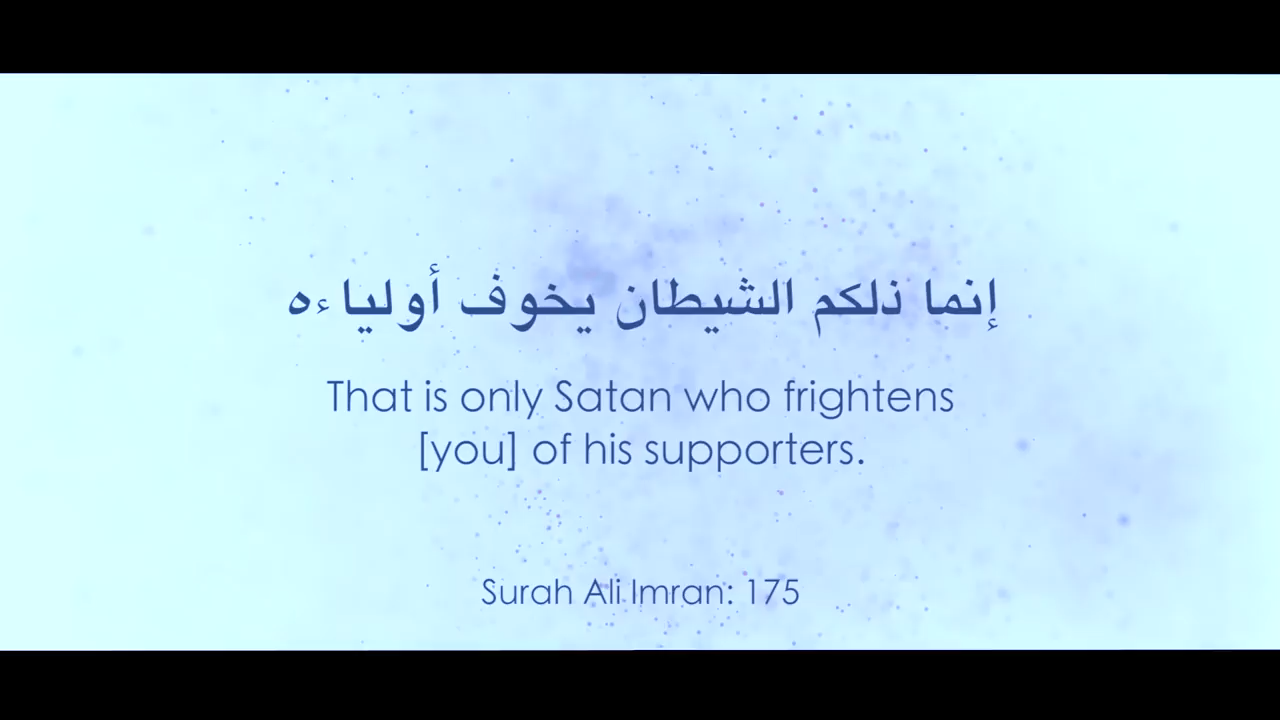 إنما ذلكم الشيطان يخوف أولياءه
That is only Satan who frightens
[you] of his supporters.
Surah Ali Imran: 175